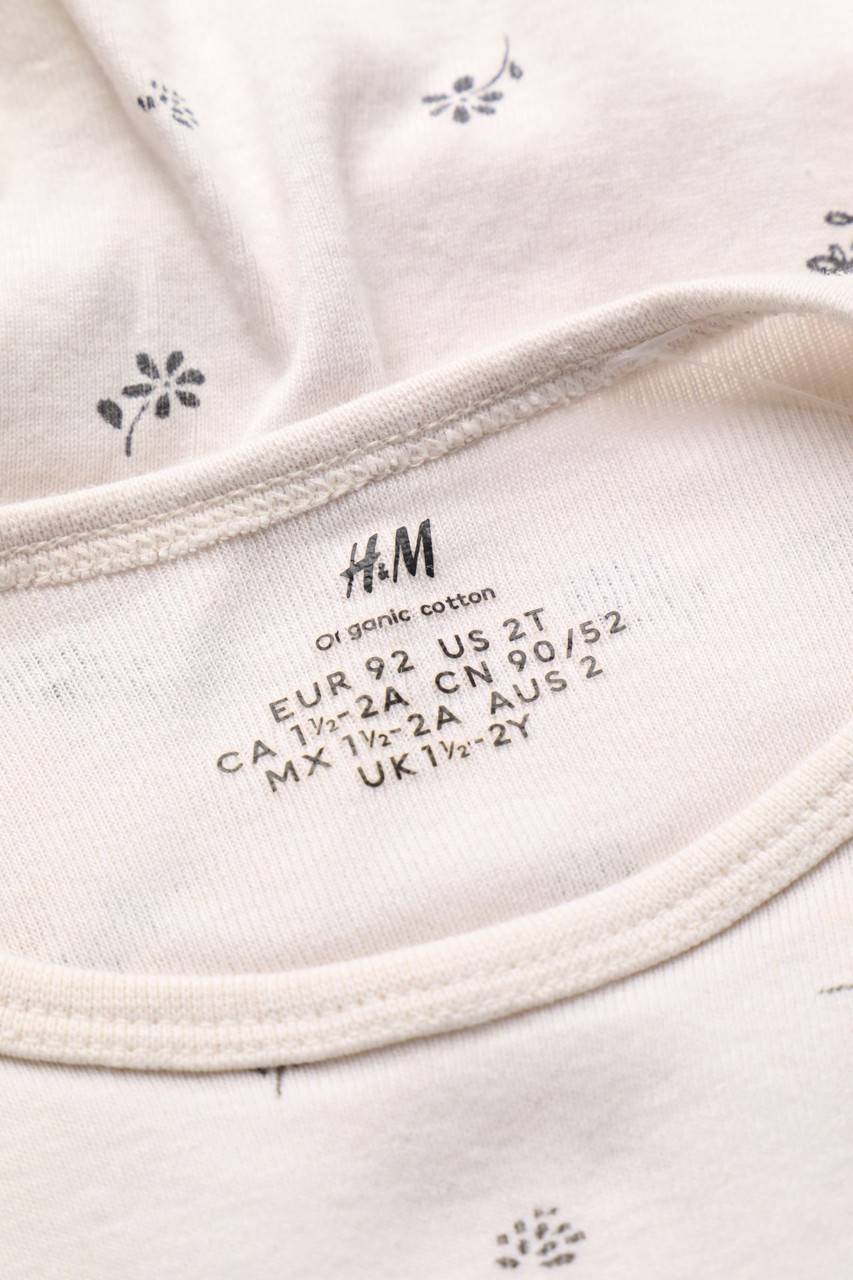 H&M
Organic cotton
EUR 92 US 2T
CA 1½-2A CN 90/52
MX 1½-2A AUS 2
UK 1½-2Y